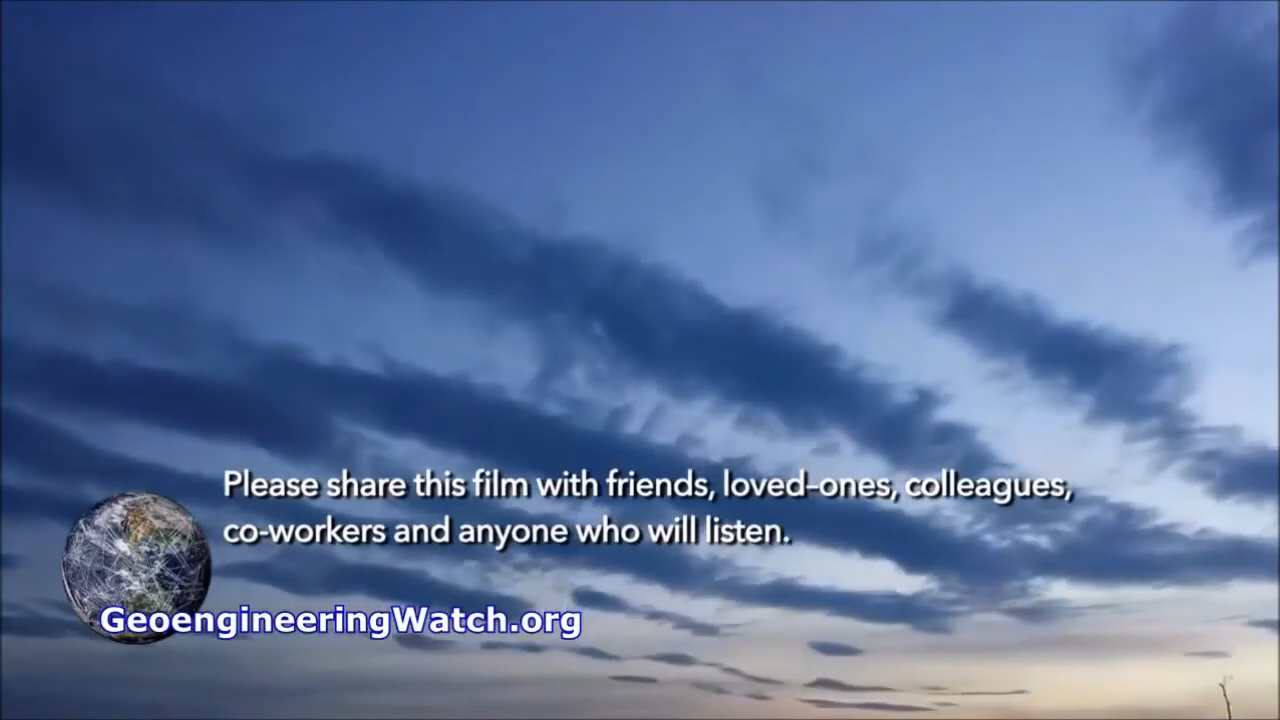 Please share this film with friends, loved-ones, colleagues,
co-workers and anyone who will listen.
GeoengineeringWatch.org